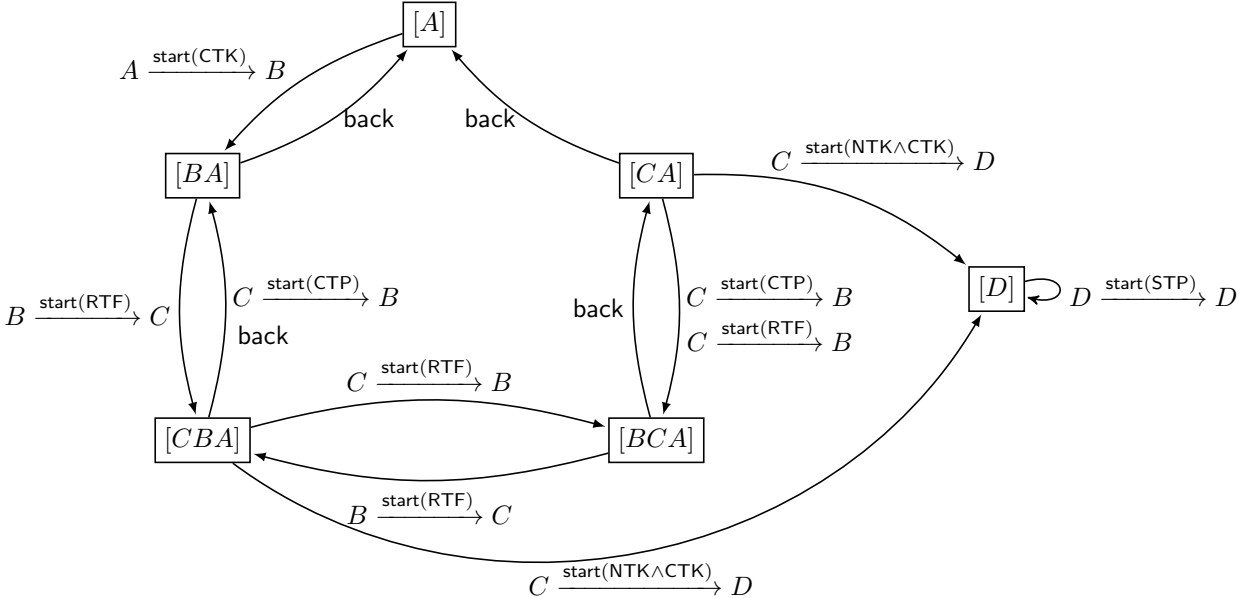 [A]
A start(CTK) B
back
back
[BA]
[CA]
C start(NTK∧CTK) D
[D]
D start(STP) D
B start(RTF) C
C start(CTP) B
back
back
C start(CTP) B
C start(RTF) B
C start(RTF) B
[CBA]
[BCA]
B start(RTF) C
C start(NTK∧CTK) D